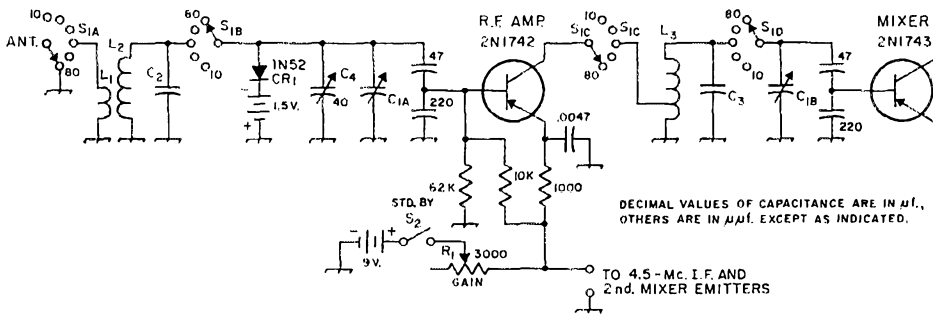 10
S1A
ANT.
80
L1
L2
C2
60
S1B
10
1N52
CR1
1.5V.
+
C4
40
C1A
47
220
R.F. AMP.
2N1742
.0047
62K
10K
1000
STD. BY
S2
- +
9V.
R1
3000
GAIN
TO 4.5-Mc. I.F. AND
2nd. MIXER EMITTERS
10
S1C
80
S1C
10
L3
C3
80
S1D
10
C1B
47
220
MIXER
2N1743
DECIMAL VALUES OF CAPACITANCE ARE IN µf.,
OTHERS ARE IN µµf. EXCEPT AS INDICATED.